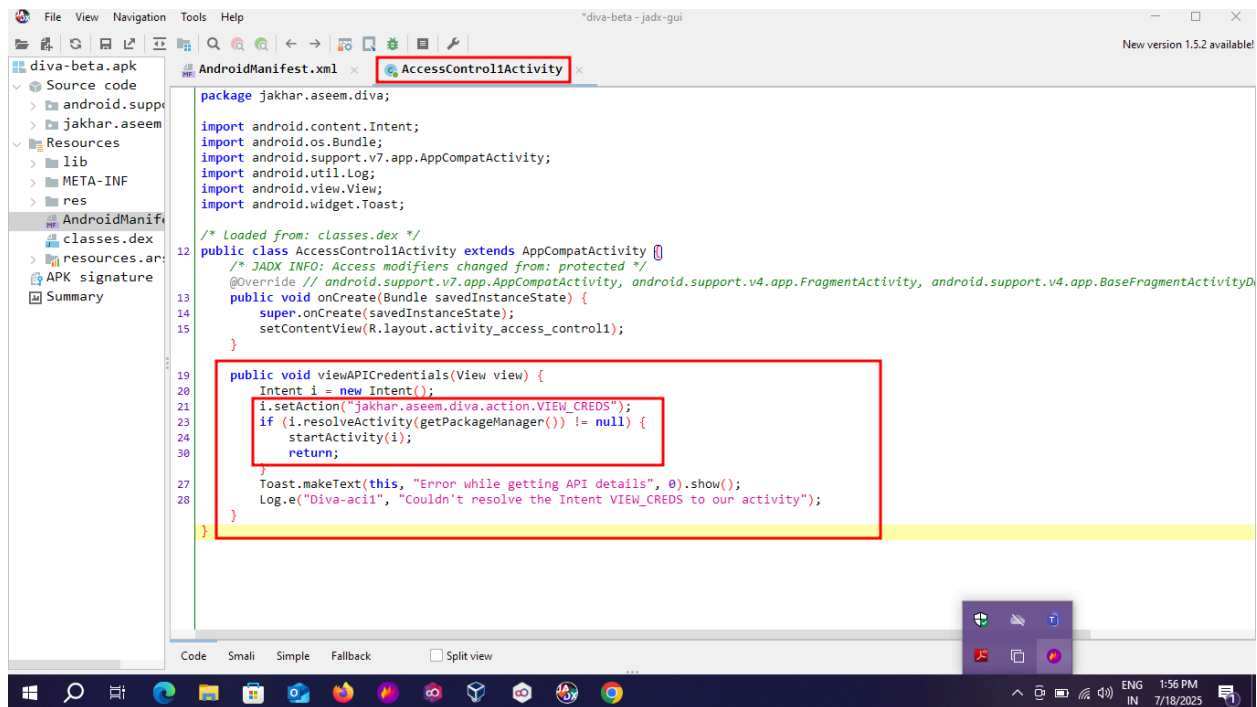 File View Navigation Tools Help
*diva-beta - jadx-gui
New version 1.5.2 available!
diva-beta.apk
Source code
android.suppo
jakhar.aseem
Resources
lib
META-INF
res
AndroidManife
classes.dex
resources.ars
APK signature
Summary
AndroidManifest.xml
AccessControl1Activity
package jakhar.aseem.diva;
import android.content.Intent;
import android.os.Bundle;
import android.support.v7.app.AppCompatActivity;
import android.util.Log;
import android.view.View;
import android.widget.Toast;
/* loaded from: classes.dex */
12 public class AccessControl1Activity extends AppCompatActivity {
/* JADX INFO: Access modifiers changed from: protected */
@Override // android.support.v7.app.AppCompatActivity, android.support.v4.app.FragmentActivity, android.support.v4.app.BaseFragmentActivityDo
13 public void onCreate(Bundle savedInstanceState) {
14 super.onCreate(savedInstanceState);
15 setContentView(R.layout.activity_access_control1);
}
19 public void viewAPICredentials(View view) {
20 Intent i = new Intent();
21 i.setAction("jakhar.aseem.diva.action.VIEW_CREDS");
23 if (i.resolveActivity(getPackageManager()) != null) {
24 startActivity(i);
30 return;
}
27 Toast.makeText(this, "Error while getting API details", 0).show();
28 Log.e("Diva-aci1", "Couldn't resolve the Intent VIEW_CREDS to our activity");
}
}
Code Smali Simple Fallback Split view
ENG
IN
1:56 PM
7/18/2025